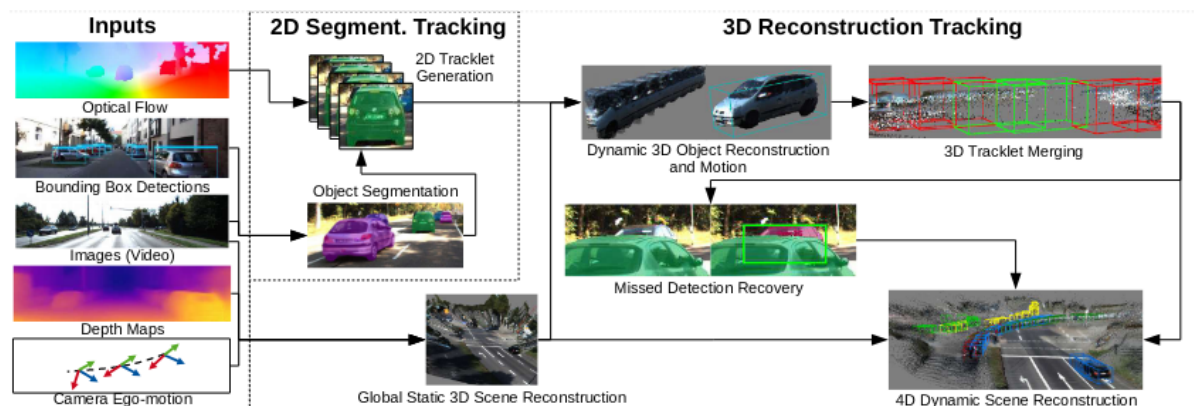 Inputs
2D Segment. Tracking
3D Reconstruction Tracking
2D Tracklet
Generation
Optical Flow
Dynamic 3D Object Reconstruction
and Motion
3D Tracklet Merging
Bounding Box Detections
Object Segmentation
Images (Video)
Missed Detection Recovery
Depth Maps
Camera Ego-motion
Global Static 3D Scene Reconstruction
4D Dynamic Scene Reconstruction